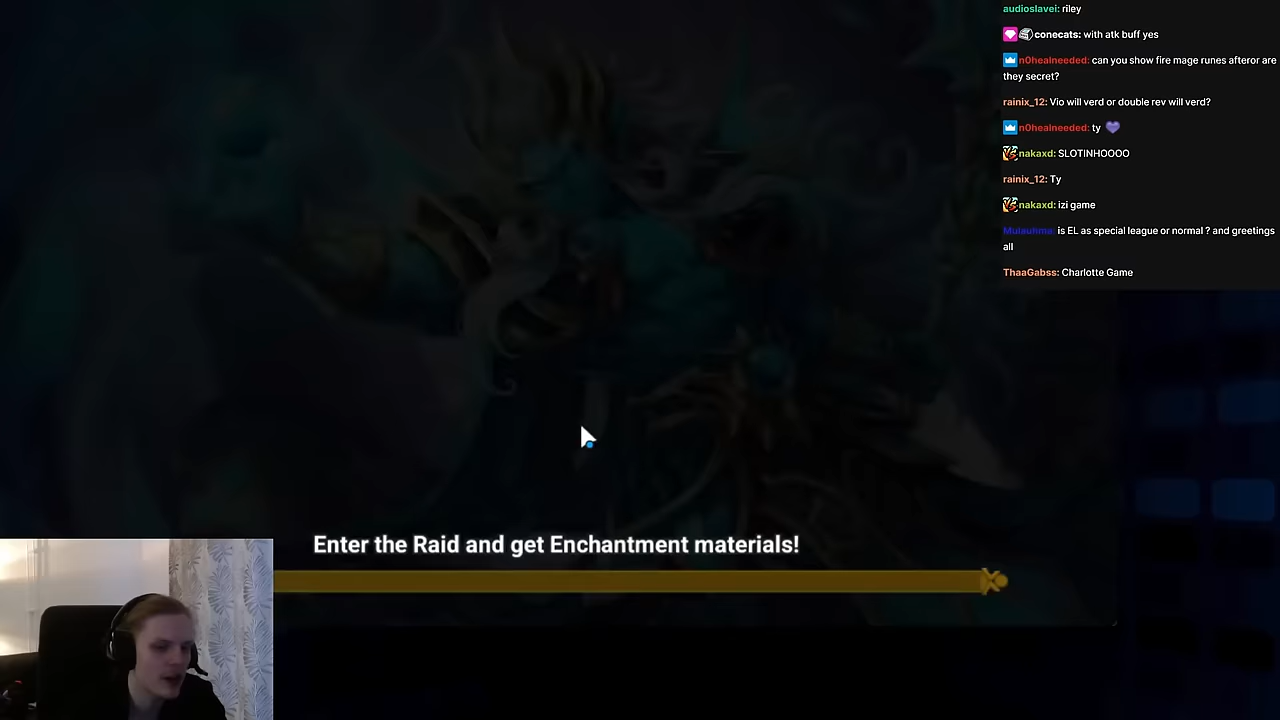 audioslavei: riley
conecats: with atk buff yes
n0healneeded: can you show fire mage runes afteror are
they secret?
rainix_12: Vio will verd or double rev will verd?
n0healneeded: ty
nakaxd: SLOTINHOOOO
rainix_12: Ty
nakaxd: izi game
is EL as special league or normal ? and greetings
all
ThaaGabss: Charlotte Game
Enter the Raid and get Enchantment materials!